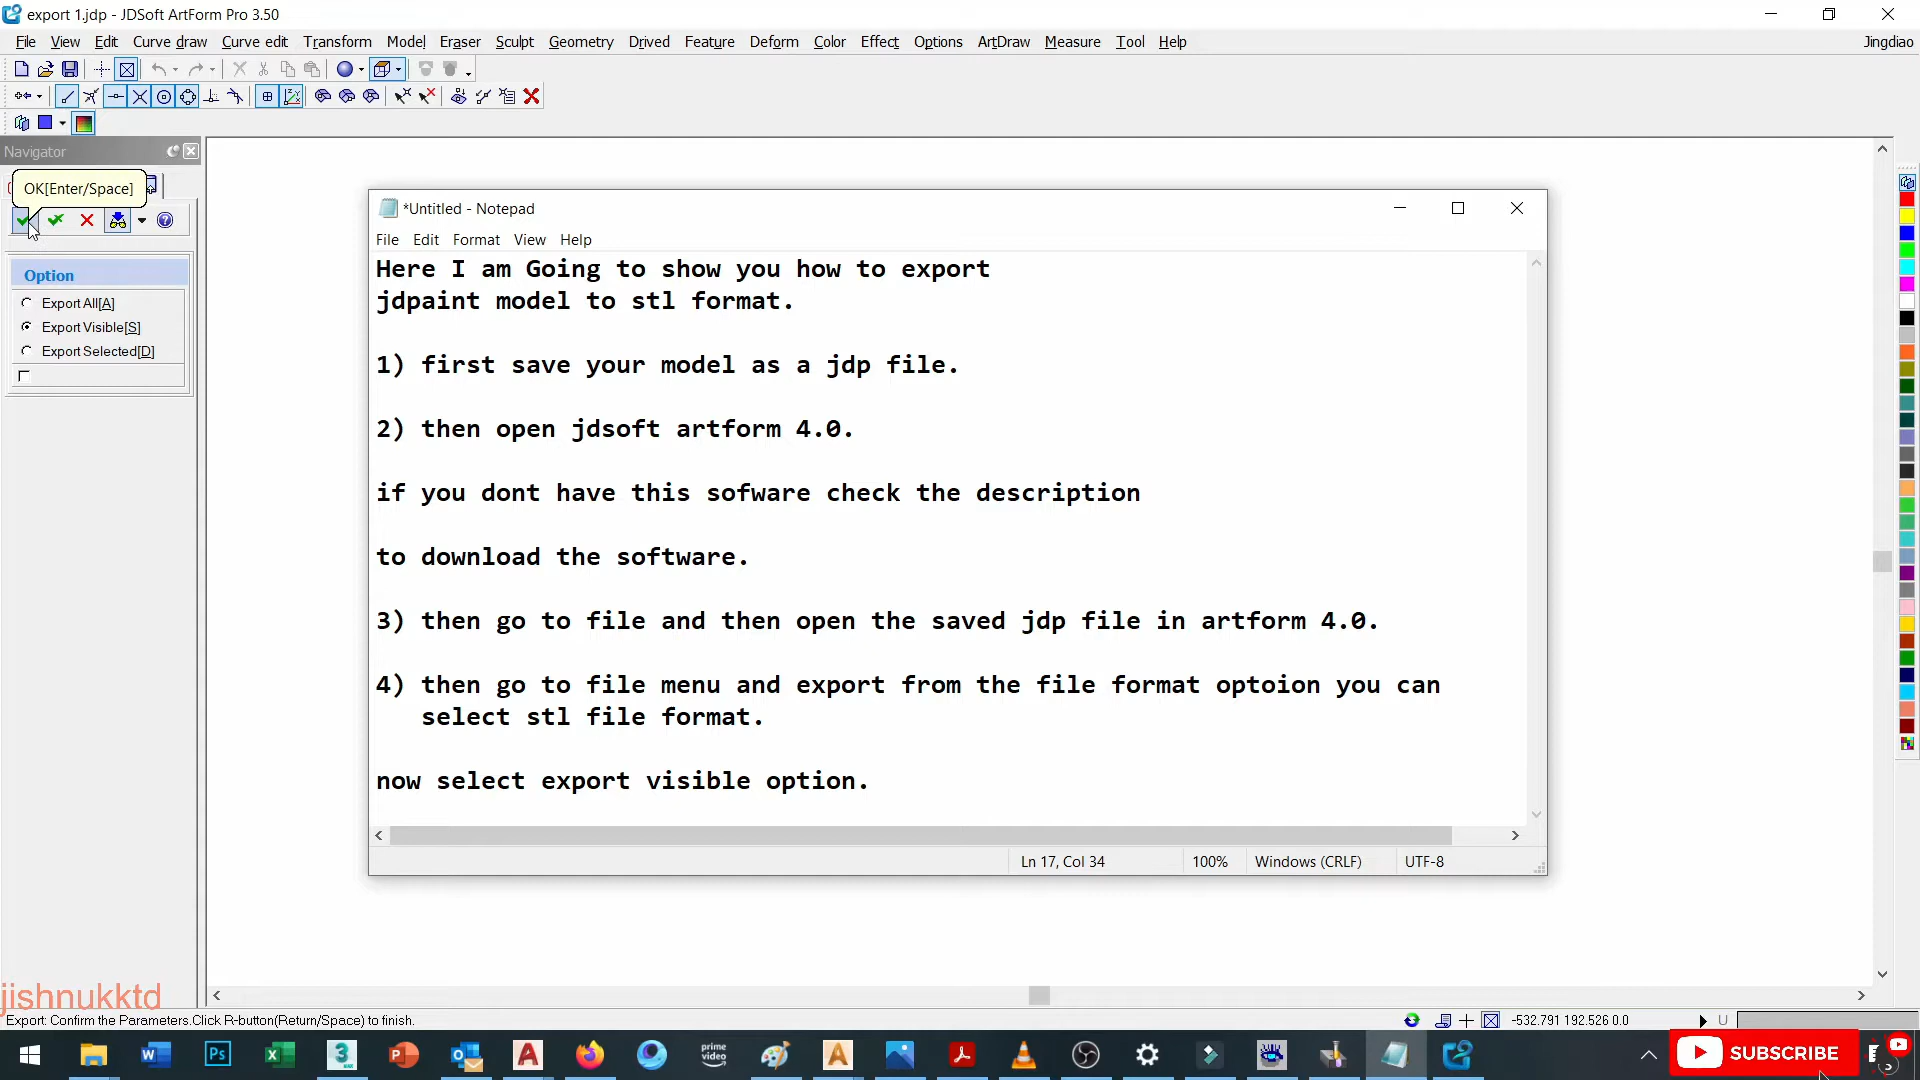 export 1.jdp - JDSoft ArtForm Pro 3.50
File View Edit Curve draw Curve edit Transform Model Eraser Sculpt Geometry Drived Feature Deform Color Effect Options ArtDraw Measure Tool Help Jingdiao
Navigator
OK[Enter/Space]
Option
Export All[A]
Export Visible[S]
Export Selected[D]
*Untitled - Notepad
File Edit Format View Help
Here I am Going to show you how to export
jdpaint model to stl format.
1) first save your model as a jdp file.
2) then open jdsoft artform 4.0.
if you dont have this sofware check the description
to download the software.
3) then go to file and then open the saved jdp file in artform 4.0.
4) then go to file menu and export from the file format optoion you can
select stl file format.
now select export visible option.
Ln 17, Col 34 100% Windows (CRLF) UTF-8
jishnukktd
Export: Confirm the Parameters.Click R-button(Return/Space) to finish.
-532.791 192.526 0.0
U
prime video
SUBSCRIBE